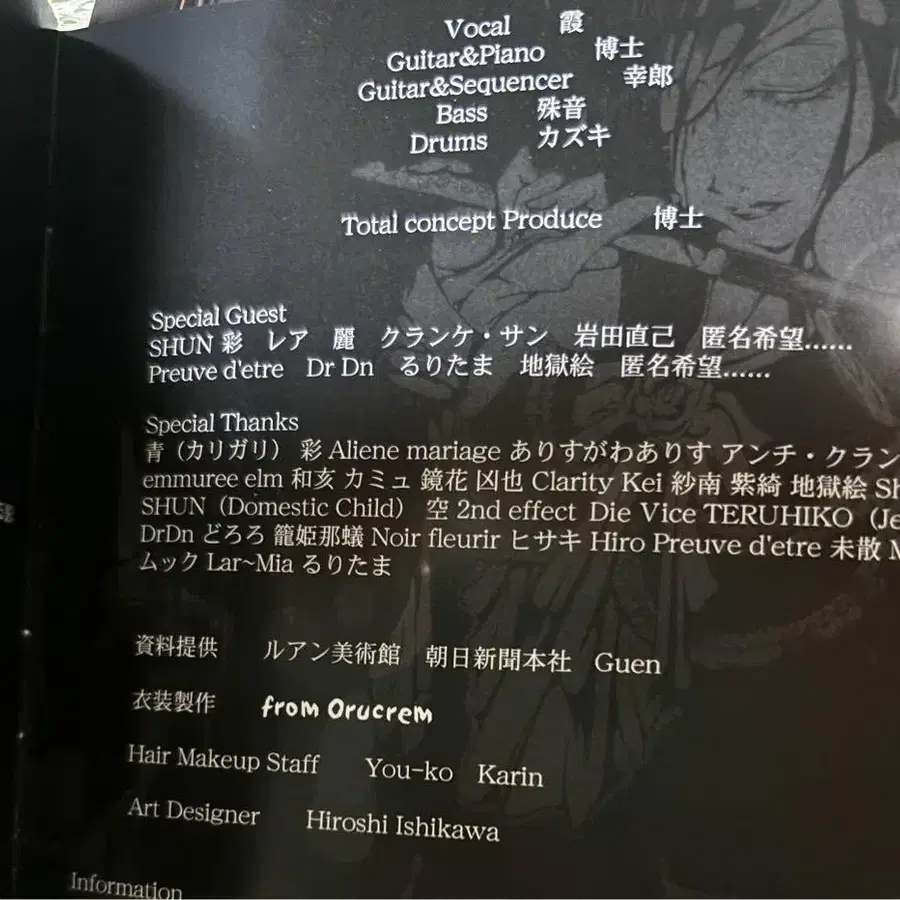 Vocal 霞
Guitar&Piano 博士
Guitar&Sequencer 幸郎
Bass 殊音
Drums カズキ
Total concept Produce 博士
Special Guest
SHUN 彩 レア 麗 クランケ・サン 岩田直己 匿名希望......
Preuve d'etre Dr Dn るりたま 地獄絵 匿名希望......
Special Thanks
青（カリガリ） 彩 Aliene mariage ありすがわありす アンチ・クラン
emmuree elm 和亥 カミュ 鏡花 凶也 Clarity Kei 紗南 紫綺 地獄絵 Sh
SHUN（Domestic Child） 空 2nd effect Die Vice TERUHIKO（Je
DrDn どろろ 籠姫那蟻 Noir fleurir ヒサキ Hiro Preuve d'etre 未散 M
ムック Lar~Mia るりたま
資料提供 ルアン美術館 朝日新聞本社 Guen
衣装製作 from Orucrem
Hair Makeup Staff You-ko Karin
Art Designer Hiroshi Ishikawa
Information